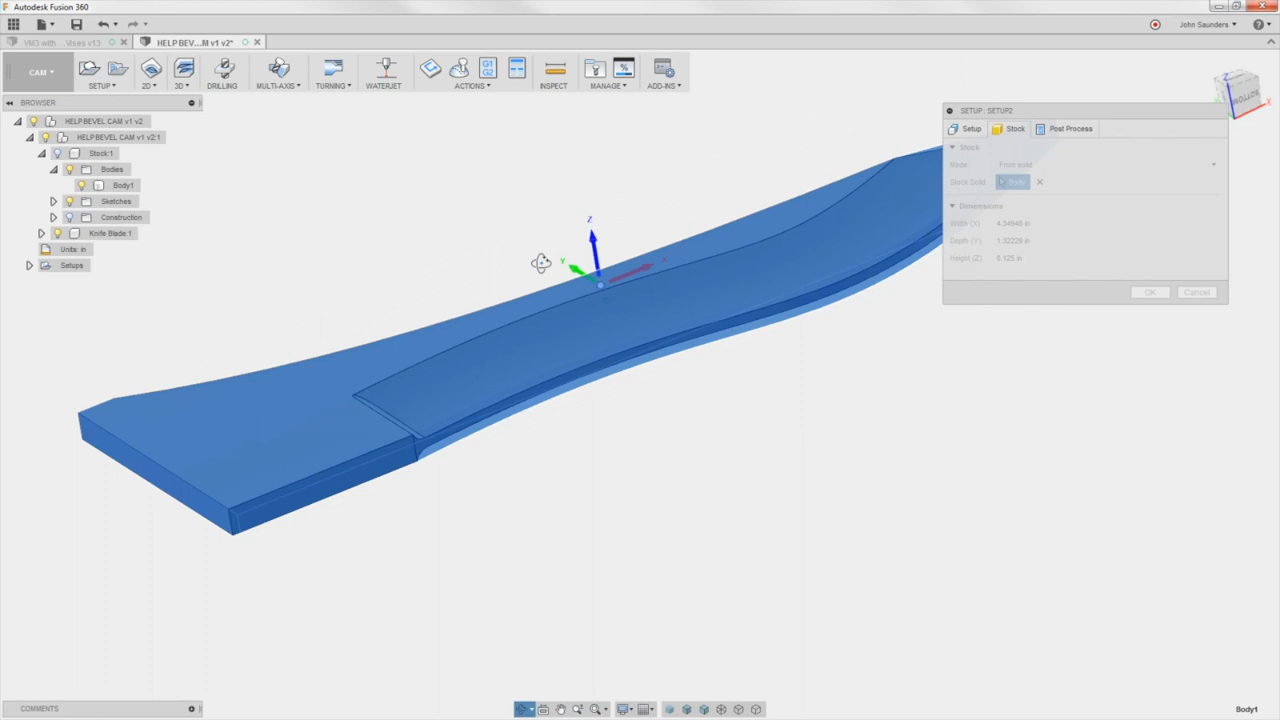 Autodesk Fusion 360
John Saunders
VM3 with Vises v13
HELP BEV...M v1 v2*
CAM
G1
G2
SETUP
2D
3D
DRILLING
MULTI-AXIS
TURNING
WATERJET
ACTIONS
INSPECT
MANAGE
ADD-INS
BROWSER
HELP BEVEL CAM v1 v2
HELP BEVEL CAM v1 v2:1
Stock:1
Bodies
Body1
Sketches
Construction
Knife Blade:1
Units: in
Setups
Z
Y
Z
X
BOTTOM
SETUP : SETUP2
Setup
Stock
Post Process
Stock
Mode: From solid
Stock Solid Body
Dimensions
Width (X) 4.34948 in
Depth (Y) 1.32229 in
Height (Z) 0.125 in
OK
Cancel
COMMENTS
Body1